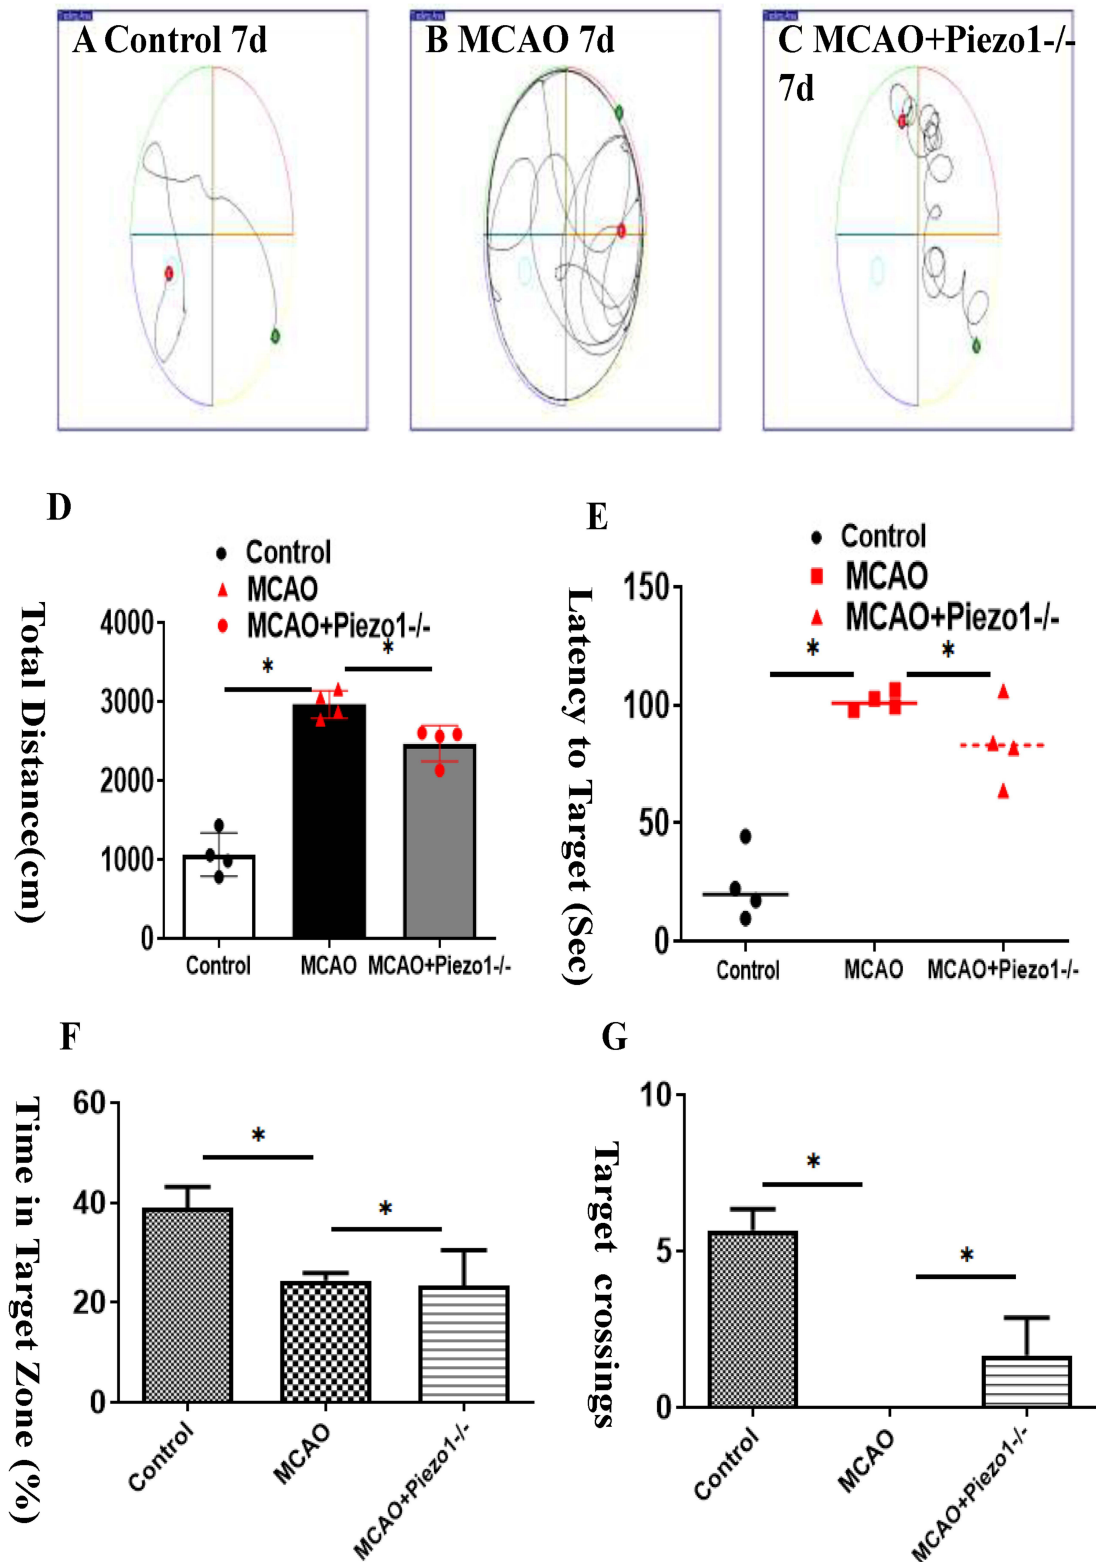 A Control 7d
B MCAO 7d
C MCAO+Piezo1-/-
7d
D
Control
MCAO
MCAO+Piezo1-/-
Total Distance(cm)
4000
3000
2000
1000
0
*
*
Control
MCAO
MCAO+Piezo1-/-
E
Control
MCAO
MCAO+Piezo1-/-
Latency to Target (Sec)
150
100
50
0
*
*
Control
MCAO
MCAO+Piezo1-/-
F
Time in Target Zone (%)
60
40
20
0
*
*
Control
MCAO
MCAO+Piezo1-/-
G
Target crossings
10
5
0
*
*
Control
MCAO
MCAO+Piezo1-/-